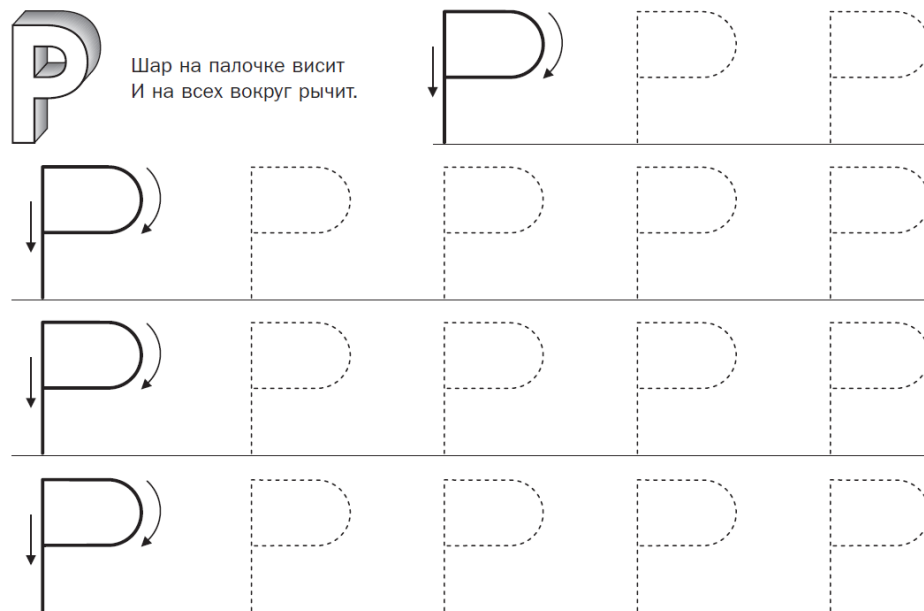 Р
Шар на палочке висит
И на всех вокруг рычит.
Р Р Р
Р Р Р Р Р
Р Р Р Р Р
Р Р Р Р Р